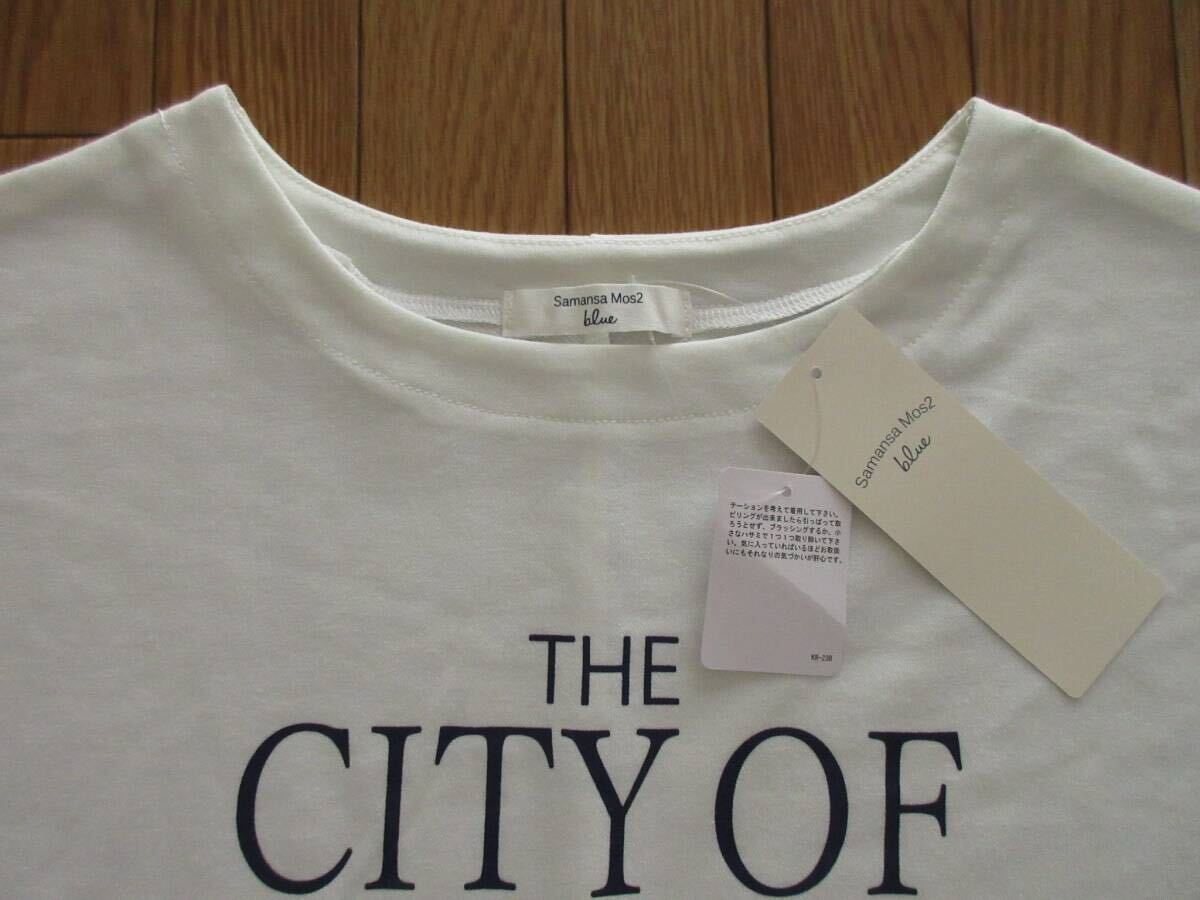 Samansa Mos2
blue
Samansa Mos2
blue
テーションを考えて着用して下さい。
ピリングが出来ましたら引っぱって取
ろうとせず、ブラッシングするか、小
さなハサミで1つ1つ取り除いて下さ
い。気に入っていればいるほどお取扱
いにもそれなりの気づかいが肝心です。
KR-23B
THE
CITY OF